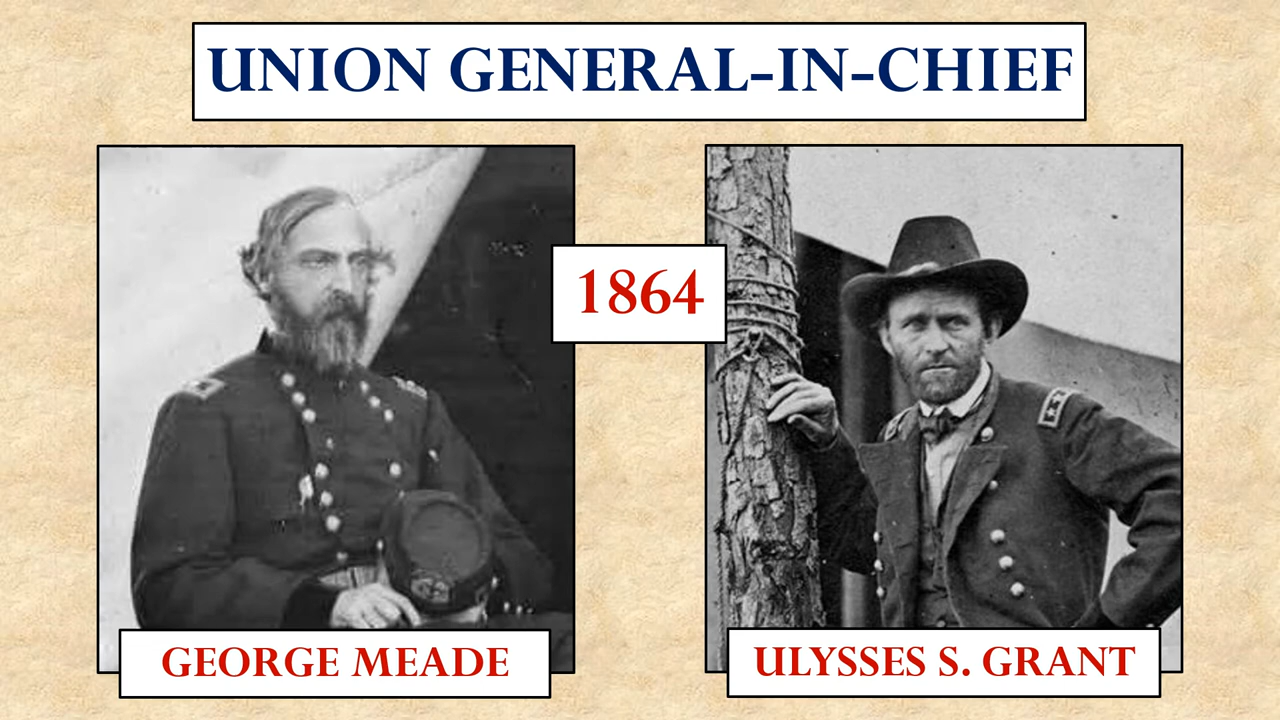 UNION GENERAL-IN-CHIEF
1864
GEORGE MEADE
ULYSSES S. GRANT